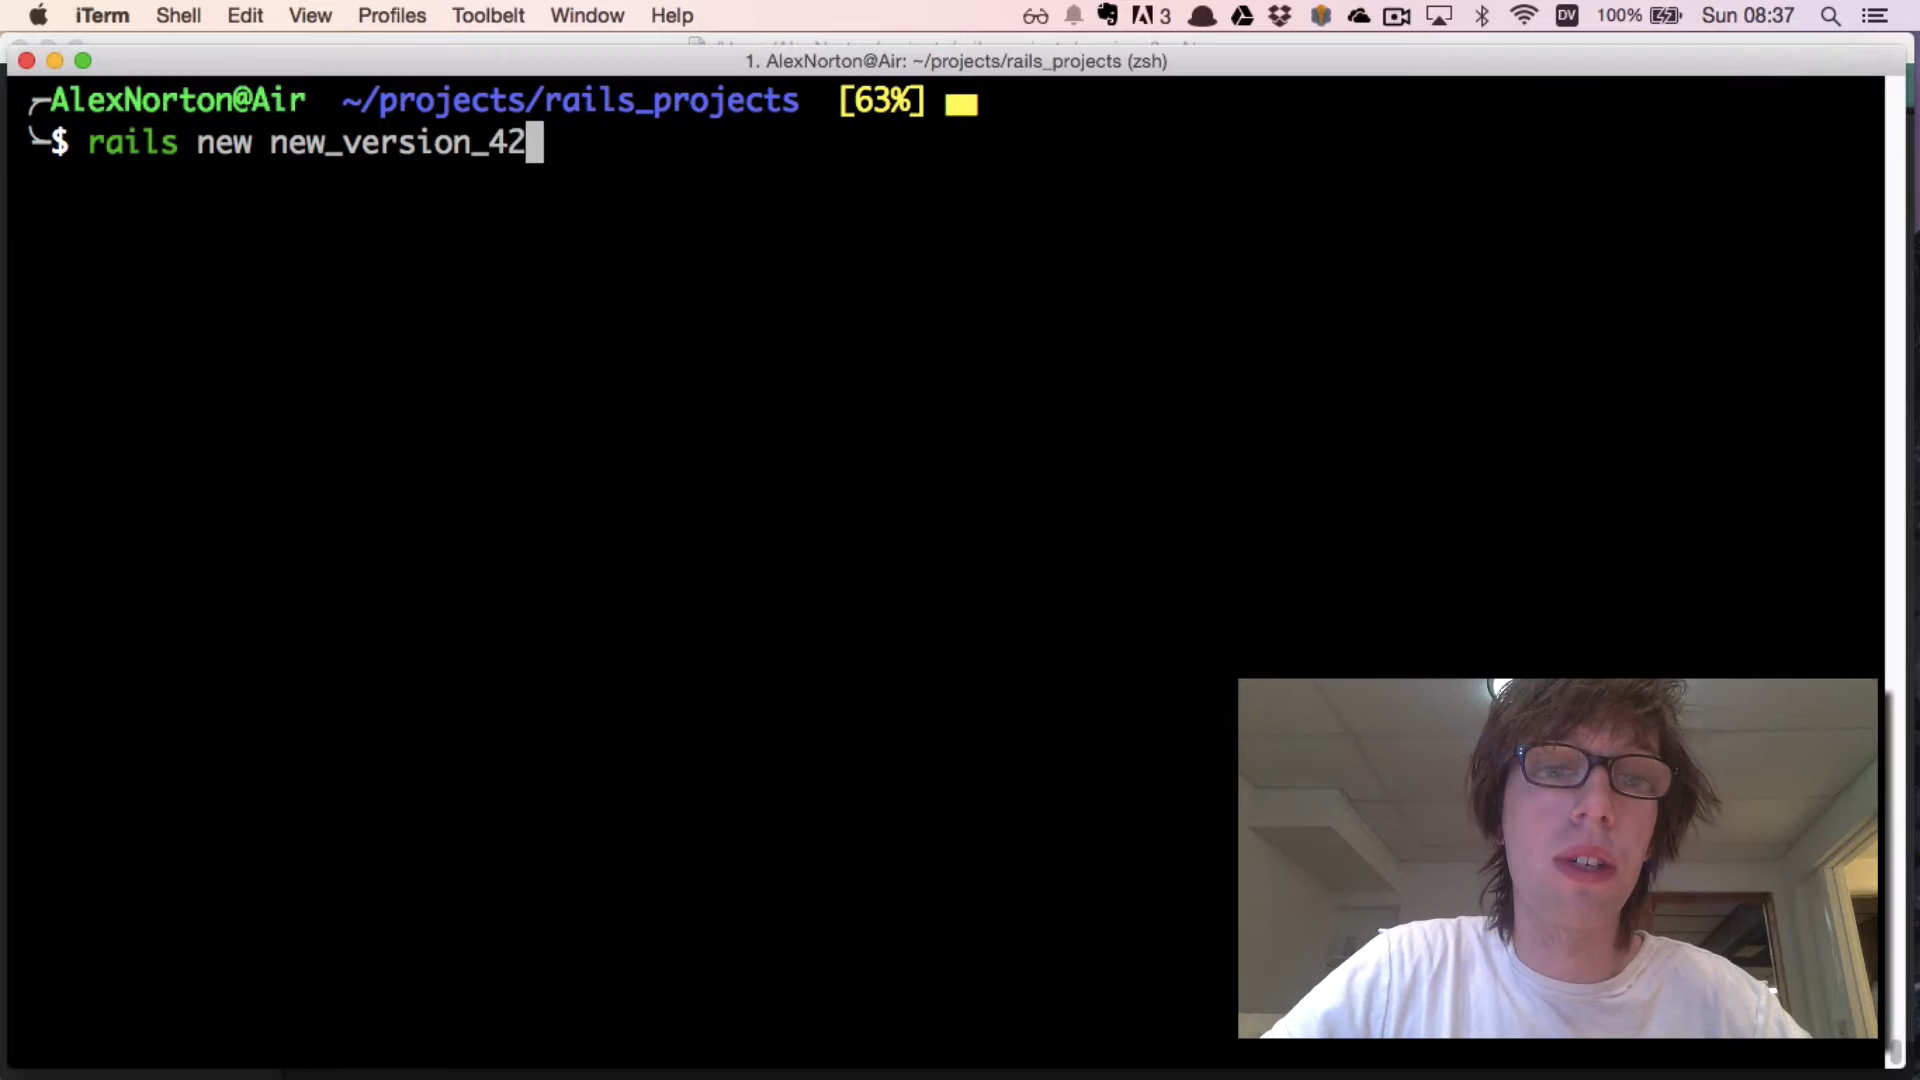 iTerm Shell Edit View Profiles Toolbelt Window Help 3 DV 100% Sun 08:37
1. AlexNorton@Air: ~/projects/rails_projects (zsh)
AlexNorton@Air ~/projects/rails_projects [63%]
$ rails new new_version_42